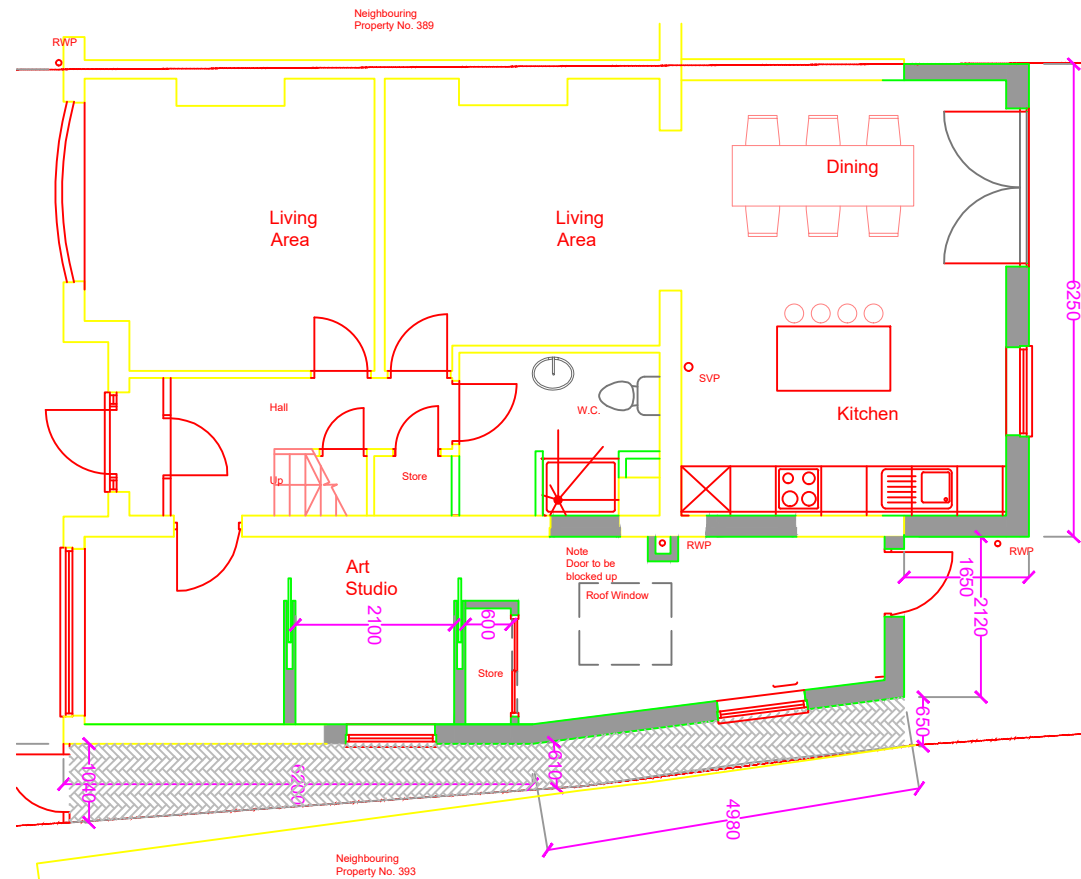 Neighbouring
Property No. 389
RWP
Dining
Living
Area
Living
Area
6250
SVP
Hall
W.C.
Kitchen
Up
Store
Note
Door to be
blocked up
RWP
RWP
Art
Studio
Roof Window
1650
2120
2100
600
Store
650
610
1040
6200
4980
Neighbouring
Property No. 393